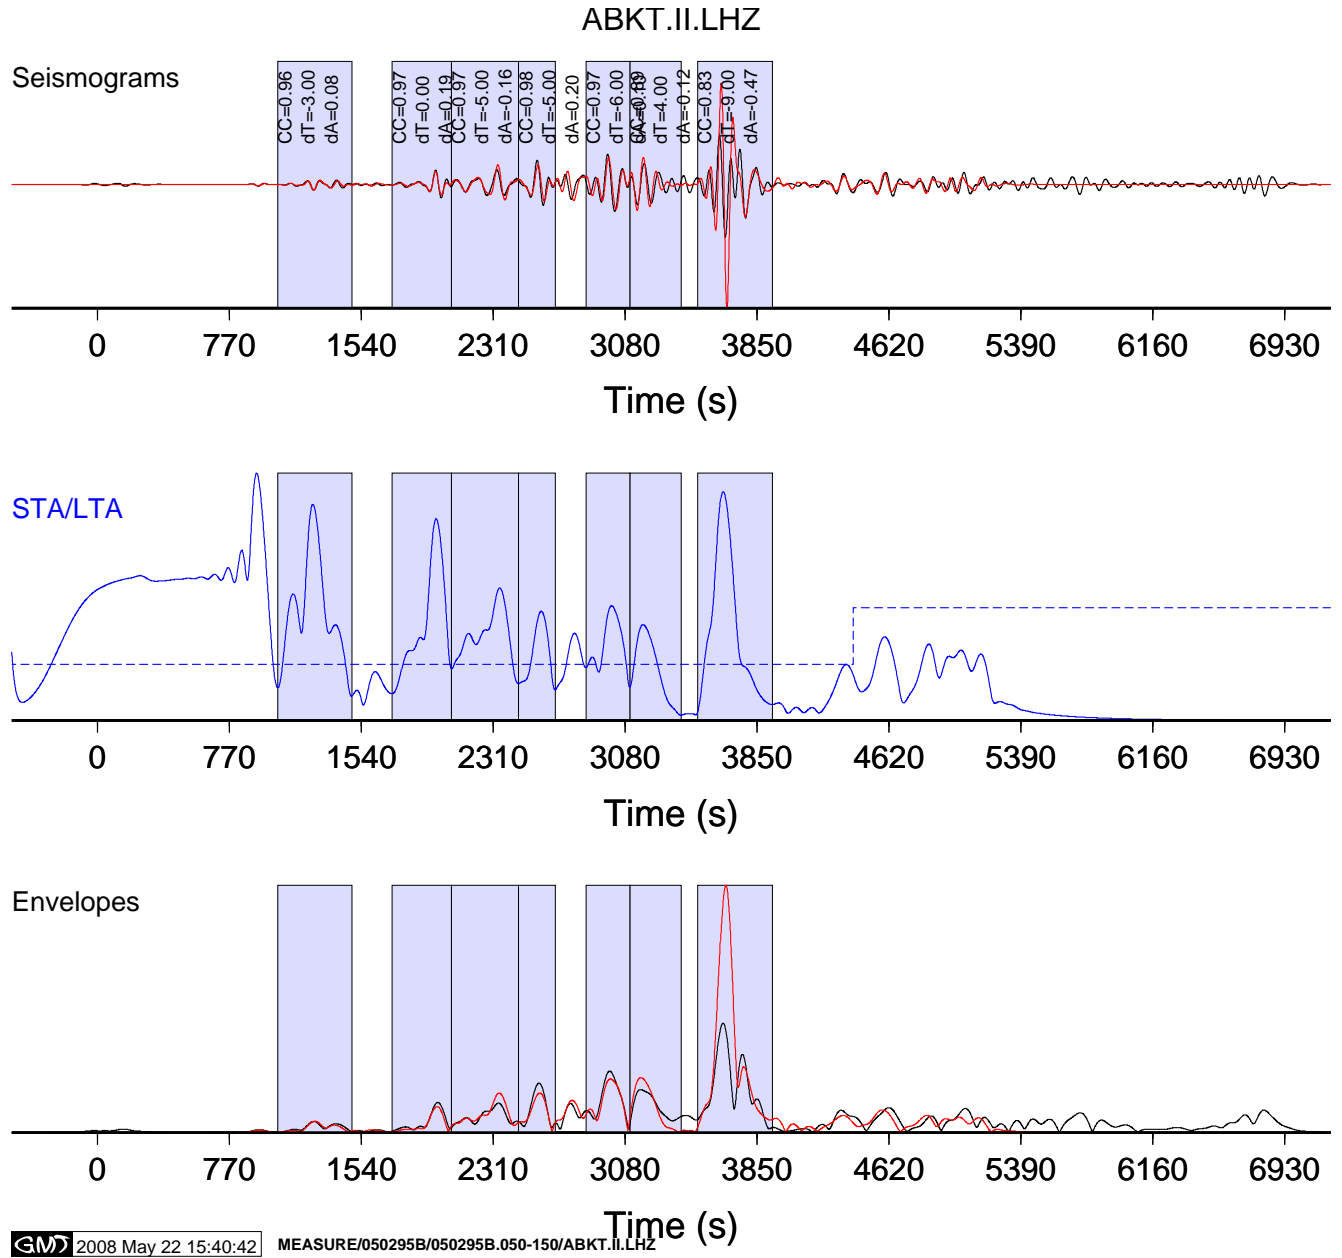 ABKT.II.LHZ
Seismograms
CC=0.96
dT=-3.00
dA=0.08
CC=0.97
dT=0.00
dA=0.19
CC=0.97
dT=-5.00
dA=-0.16
CC=0.98
dT=-5.00
dA=0.20
CC=0.97
dT=-6.00
dT=4.00
dA=-0.12
CC=0.83
dT=-9.00
dA=-0.47
0 770 1540 2310 3080 3850 4620 5390 6160 6930
Time (s)
STA/LTA
0 770 1540 2310 3080 3850 4620 5390 6160 6930
Time (s)
Envelopes
0 770 1540 2310 3080 3850 4620 5390 6160 6930
Time (s)
GMT 2008 May 22 15:40:42 MEASURE/050295B/050295B.050-150/ABKT.II.LHZ